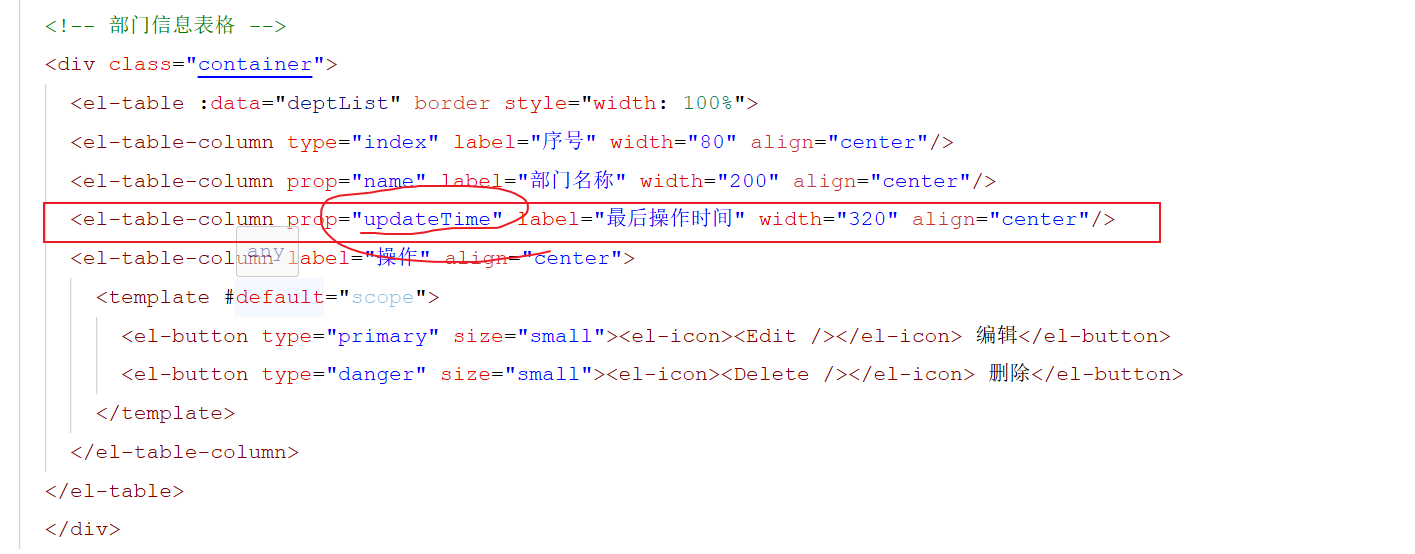 <!-- 部门信息表格 -->
<div class="container">
<el-table :data="deptList" border style="width: 100%">
<el-table-column type="index" label="序号" width="80" align="center"/>
<el-table-column prop="name" label="部门名称" width="200" align="center"/>
<el-table-column prop="updateTime" label="最后操作时间" width="320" align="center"/>
any
<el-table-column label="操作" align="center">
<template #default="scope">
<el-button type="primary" size="small"><el-icon><Edit /></el-icon> 编辑</el-button>
<el-button type="danger" size="small"><el-icon><Delete /></el-icon> 删除</el-button>
</template>
</el-table-column>
</el-table>
</div>